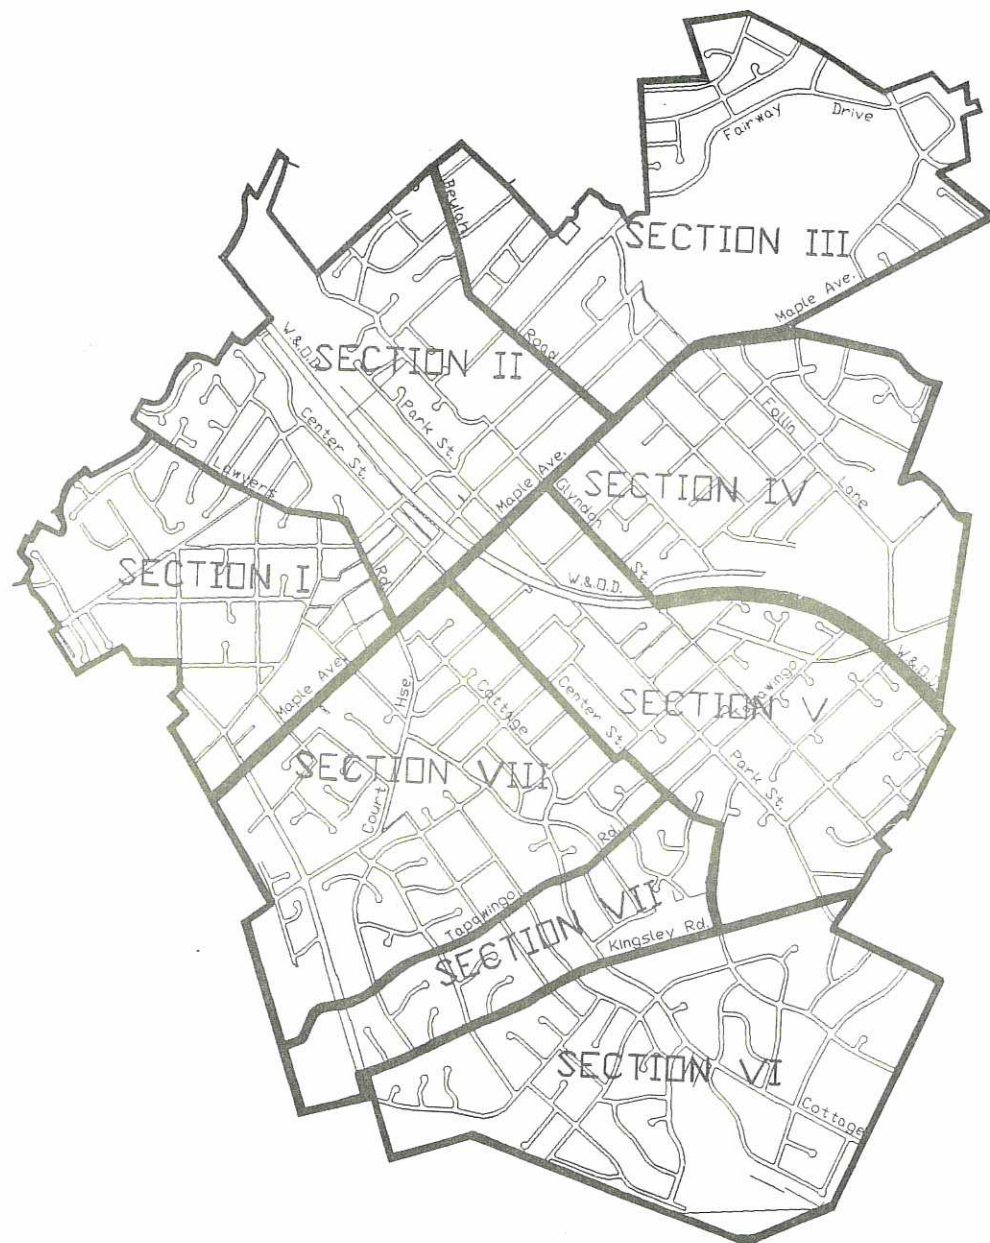 Fairway
Drive
Beulah
SECTION III
Maple Ave.
W.&O.D.
SECTION II
Road
Park St.
Center St.
Follin
Lawyers
Maple Ave.
SECTION IV
Glyndon
Lane
SECTION I
Rd.
W.&O.D.
St.
Maple Ave.
Hse
Cottage
Center St.
SECTION V
W.&O.D.
SECTION VIII
Park St.
Court
Rd.
Tapawingo
SECTION VII
Kingsley Rd.
SECTION VI
Cottage